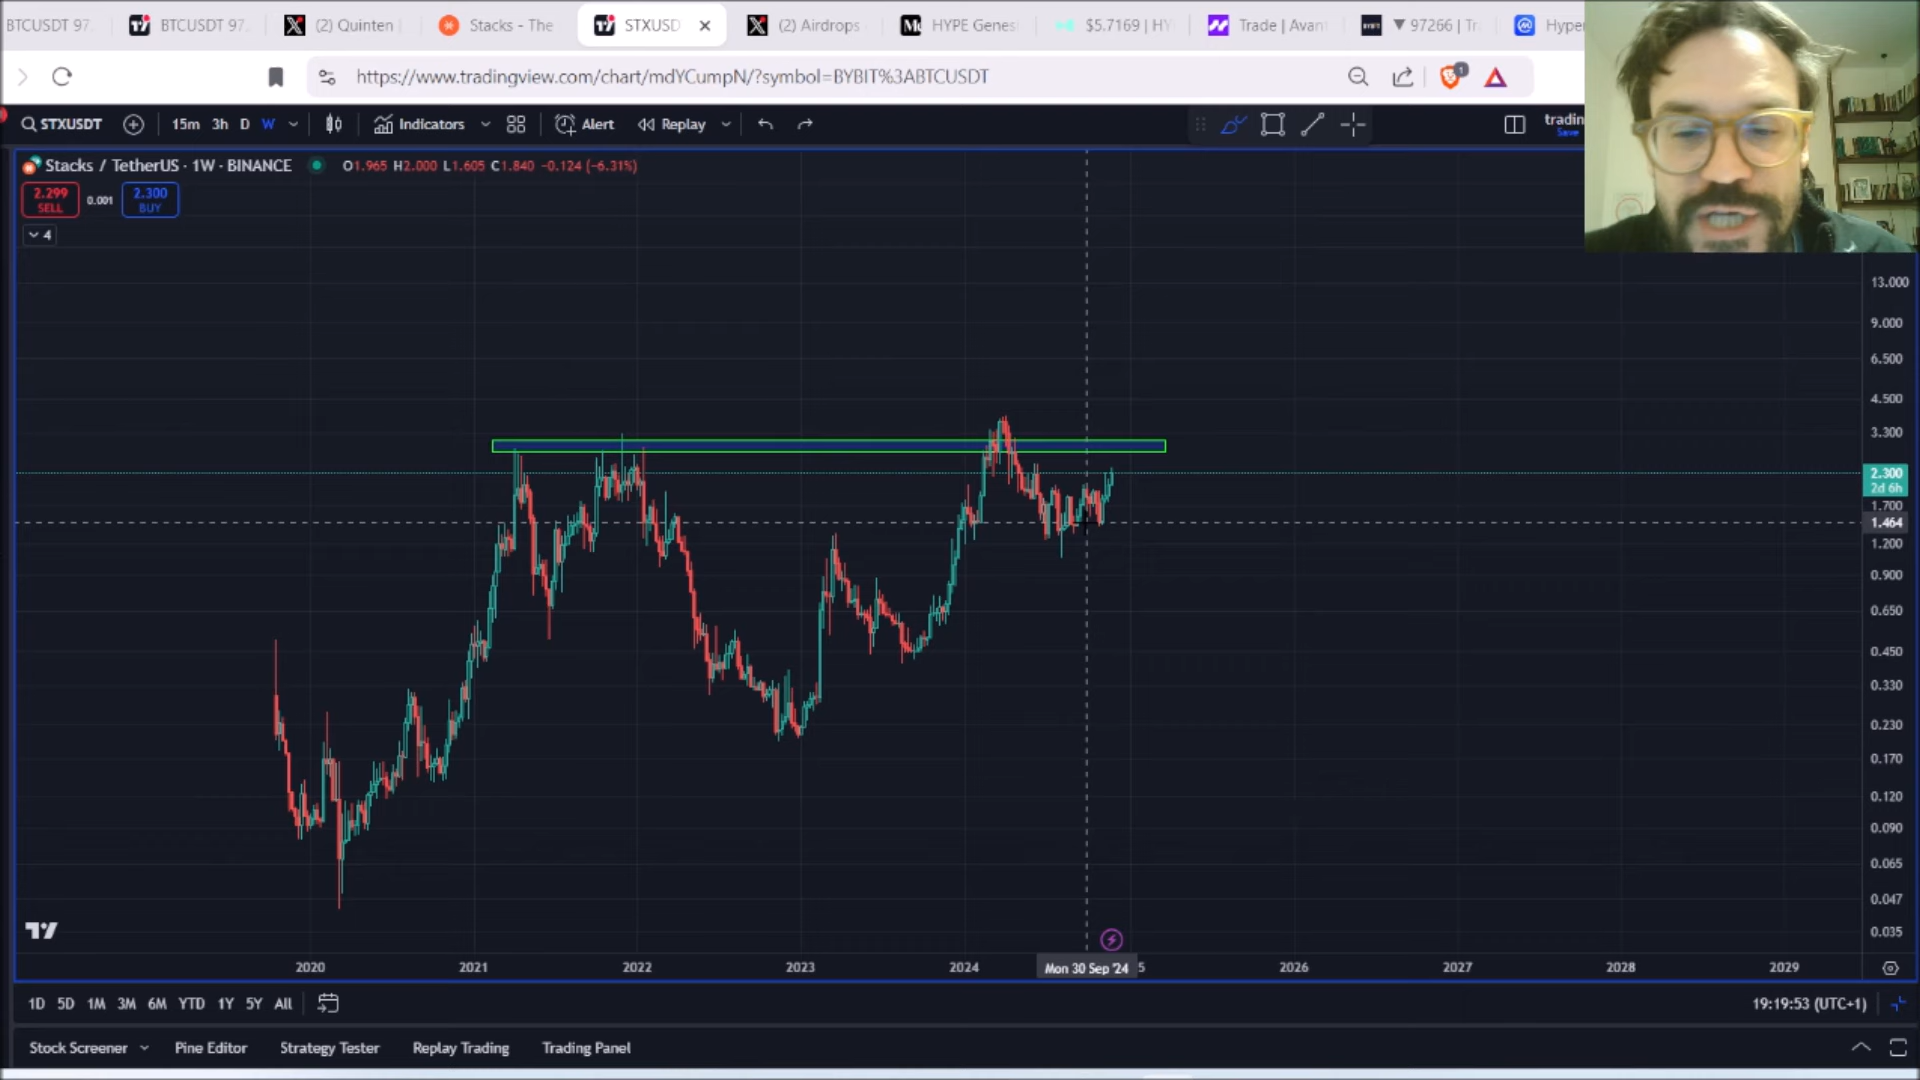 BTCUSDT 97. BTCUSDT 97. (2) Quinten Stacks - The STXUSD (2) Airdrops HYPE Genes $5.7169 | HY Trade | Avan ▼ 97266 | Tr Hyper
https://www.tradingview.com/chart/mdYCumpN/?symbol=BYBIT%3ABTCUSDT 1
STXUSDT 15m 3h D W Indicators Alert Replay tradin
Save
Stacks / TetherUS · 1W · BINANCE O1.965 H2.000 L1.605 C1.840 -0.124 (-6.31%)
2.299 0.001 2.300
SELL BUY
4
13.000
9.000
6.500
4.500
3.300
2.300
2d 6h
1.700
1.464
1.200
0.900
0.650
0.450
0.330
0.230
0.170
0.120
0.090
0.065
0.047
0.035
2020 2021 2022 2023 2024 Mon 30 Sep '24 5 2026 2027 2028 2029
1D 5D 1M 3M 6M YTD 1Y 5Y All 19:19:53 (UTC+1)
Stock Screener Pine Editor Strategy Tester Replay Trading Trading Panel